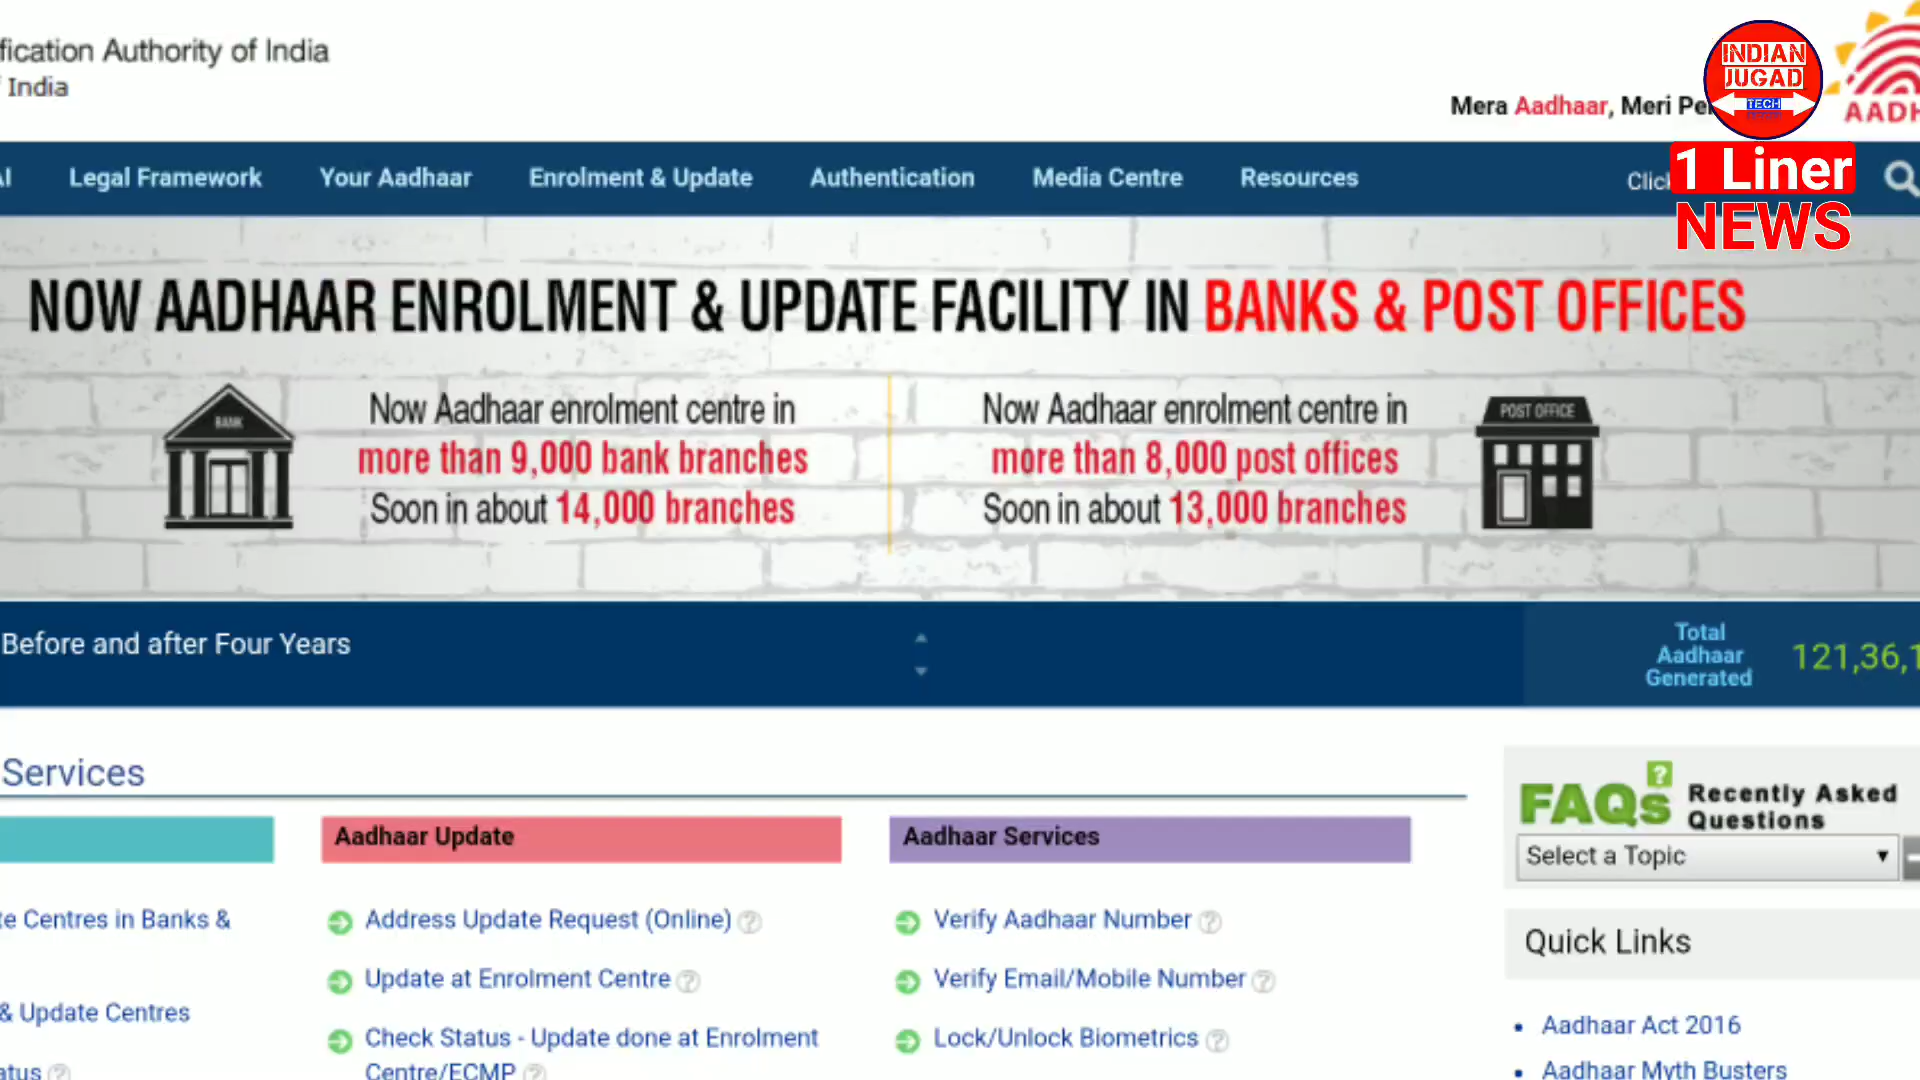 fication Authority of India
India
INDIAN
JUGAD
TECH
Mera Aadhaar, Meri
AADH
Legal Framework
Your Aadhaar
Enrolment & Update
Authentication
Media Centre
Resources
1 Liner
NEWS
NOW AADHAAR ENROLMENT & UPDATE FACILITY IN BANKS & POST OFFICES
BANK
Now Aadhaar enrolment centre in
more than 9,000 bank branches
Soon in about 14,000 branches
Now Aadhaar enrolment centre in
more than 8,000 post offices
Soon in about 13,000 branches
POST OFFICE
Before and after Four Years
Total
Aadhaar
Generated
121,36,1
Services
Aadhaar Update
Aadhaar Services
FAQs
Recently Asked
Questions
Select a Topic
te Centres in Banks &
& Update Centres
atus
Address Update Request (Online)
Update at Enrolment Centre
Check Status - Update done at Enrolment
Centre/ECMP
Verify Aadhaar Number
Verify Email/Mobile Number
Lock/Unlock Biometrics
Quick Links
Aadhaar Act 2016
Aadhaar Myth Busters